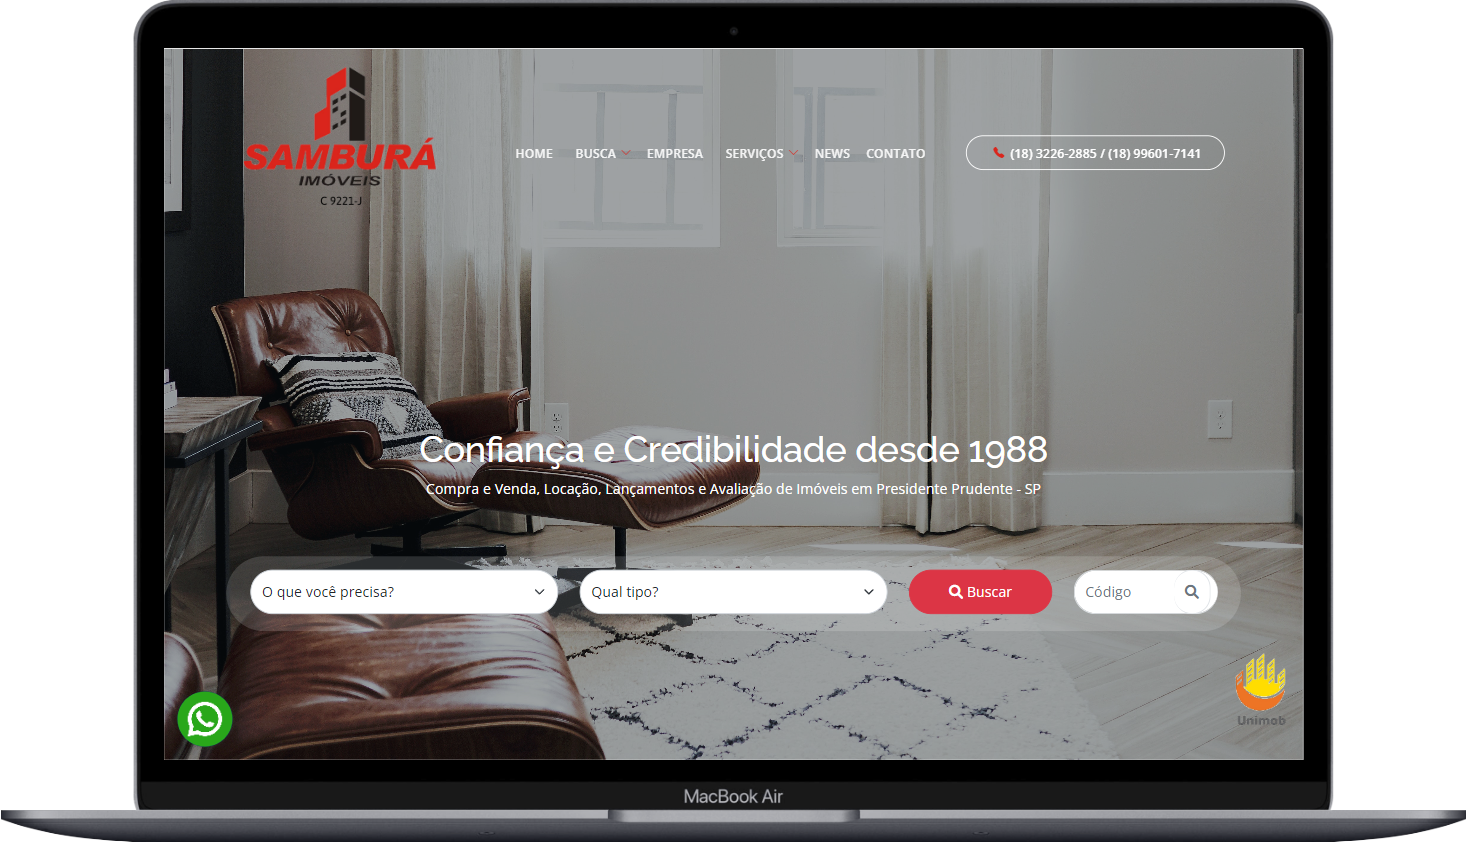 SAMBURÁ
IMÓVEIS
C 9221-J
HOME BUSCA EMPRESA SERVIÇOS NEWS CONTATO
(18) 3226-2885 / (18) 99601-7141
Confiança e Credibilidade desde 1988
Compra e Venda, Locação, Lançamentos e Avaliação de Imóveis em Presidente Prudente - SP
O que você precisa? Qual tipo? Buscar Código
Unimob
MacBook Air